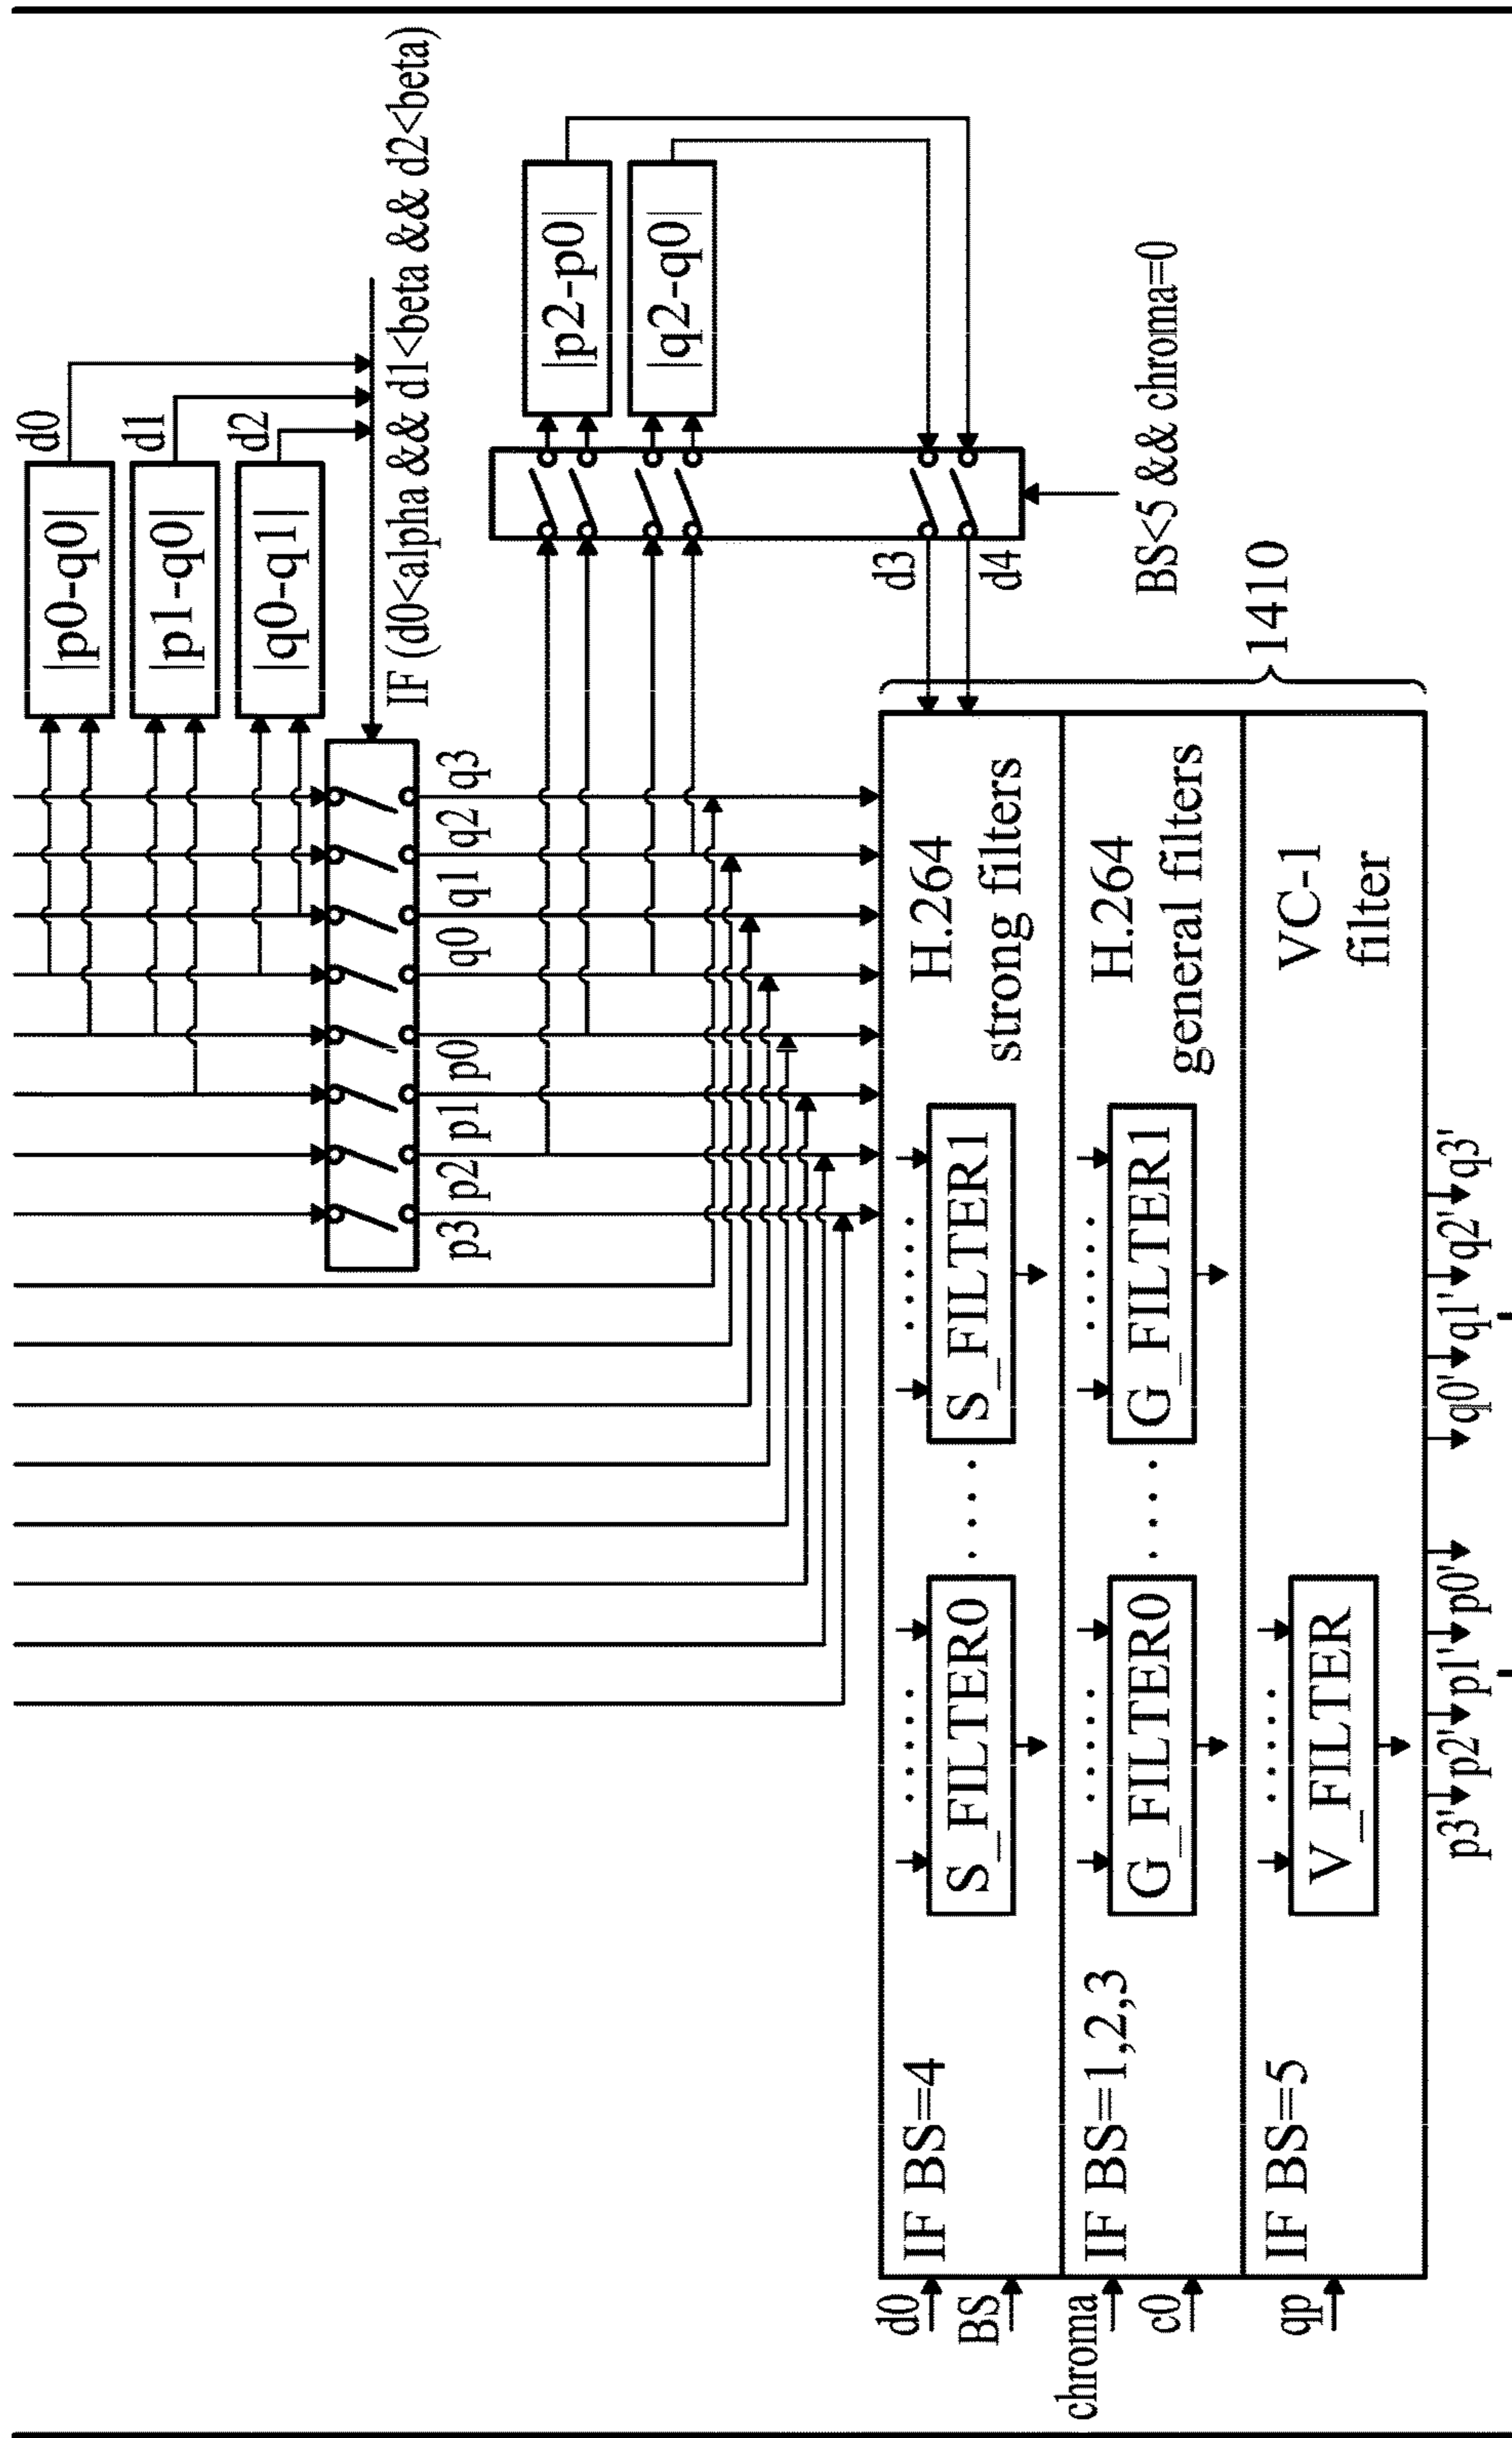 |p0-q0|
d0
|p1-q0|
d1
|q0-q1|
d2
IF (d0<alpha && d1<beta && d2<beta)
p3
p2
p1
p0
q0
q1
q2
q3
|p2-p0|
|q2-q0|
d3
d4
BS<5 && chroma=0
1410
d0
BS
chroma
c0
qp
IF BS=4
S_FILTER0
S_FILTER1
H.264
strong filters
IF BS=1,2,3
G_FILTER0
G_FILTER1
H.264
general filters
IF BS=5
V_FILTER
VC-1
filter
p3'
p2'
p1'
p0'
q0'
q1'
q2'
q3'